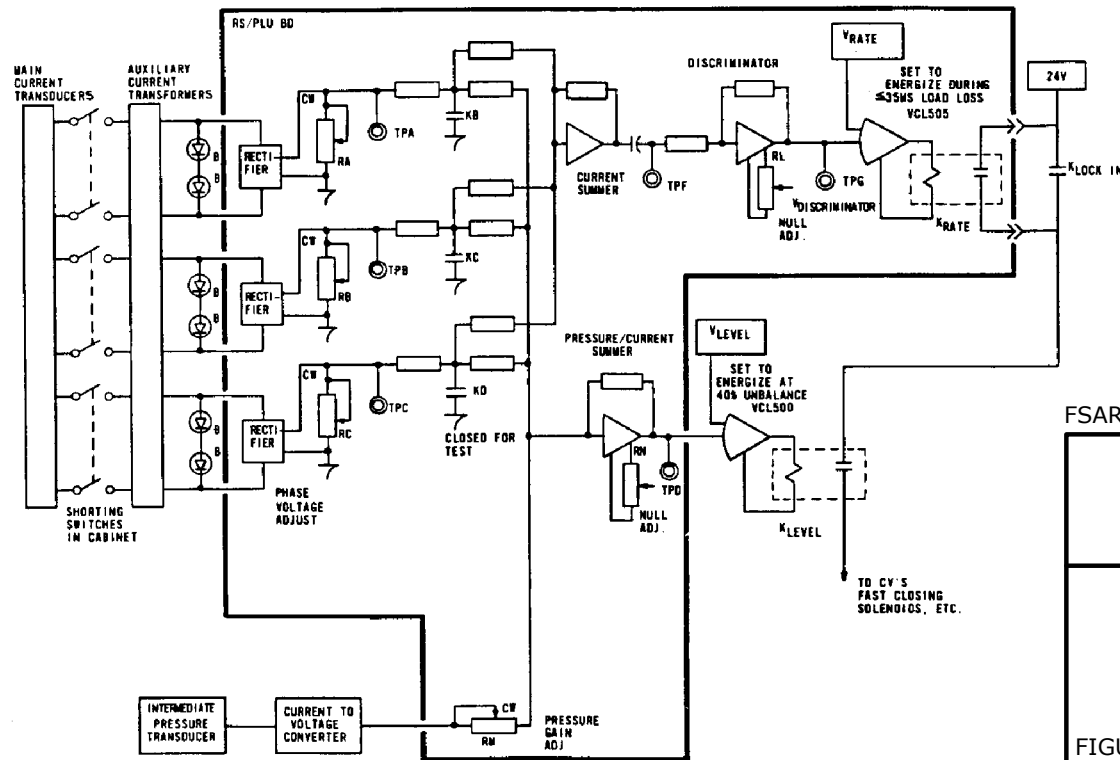 RS/PLU BD
MAIN
CURRENT
TRANSDUCERS
AUXILIARY
CURRENT
TRANSFORMERS
B
B
RECTI-
FIER
CW
RA
TPA
KB
B
B
RECTI-
FIER
CW
RB
TPB
KC
B
B
RECTI
FIER
CW
RC
TPC
KD
CLOSED FOR
TEST
PHASE
VOLTAGE
ADJUST
SHORTING
SWITCHES
IN CABINET
CURRENT
SUMMER
TPF
DISCRIMINATOR
RL
VDISCRIMINATOR
NULL
ADJ.
TPG
VRATE
SET TO
ENERGIZE DURING
≤35MS LOAD LOSS
VCL505
KRATE
24V
KLOCK IN
PRESSURE/CURRENT
SUMMER
RN
NULL
ADJ.
TPD
VLEVEL
SET TO
ENERGIZE AT
40% UNBALANCE
VCL500
KLEVEL
TO CV'S
FAST CLOSING
SOLENOIDS, ETC.
INTERMEDIATE
PRESSURE
TRANSDUCER
CURRENT TO
VOLTAGE
CONVERTER
CW
RM
PRESSURE
GAIN
ADJ
FSAR
FIGU